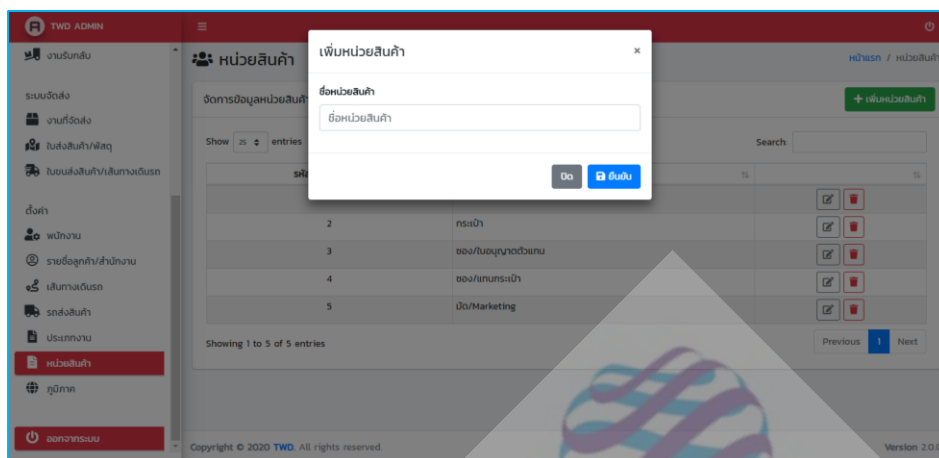 TWD ADMIN
งานรับกลับ
ระบบจัดส่ง
งานที่จัดส่ง
ใบส่งสินค้า/พัสดุ
ใบขนส่งสินค้า/เส้นทางเดินรถ
ตั้งค่า
พนักงาน
รายชื่อลูกค้า/สำนักงาน
เส้นทางเดินรถ
รถส่งสินค้า
ประเภทงาน
หน่วยสินค้า
ภูมิภาค
ออกจากระบบ
หน่วยสินค้า
หน้าแรก / หน่วยสินค้า
จัดการข้อมูลหน่วยสินค้า
เพิ่มหน่วยสินค้า
Show 25 entries
Search:
รหัส
เพิ่มหน่วยสินค้า ×
ชื่อหน่วยสินค้า
ชื่อหน่วยสินค้า
ปิด ยืนยัน
2 กระเป๋า
3 ซอง/ใบอนุญาตตัวแทน
4 ซอง/แทนกระเป๋า
5 มัด/Marketing
Showing 1 to 5 of 5 entries
Previous 1 Next
Copyright © 2020 TWD. All rights reserved.
Version 2.0.0